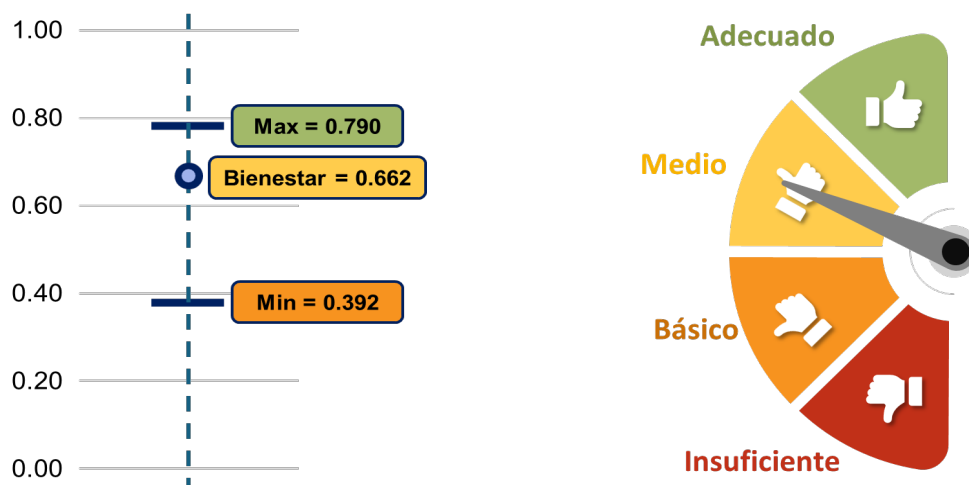 1.00
0.80
Max = 0.790
Bienestar = 0.662
0.60
0.40
Min = 0.392
0.20
0.00
Adecuado
Medio
Básico
Insuficiente